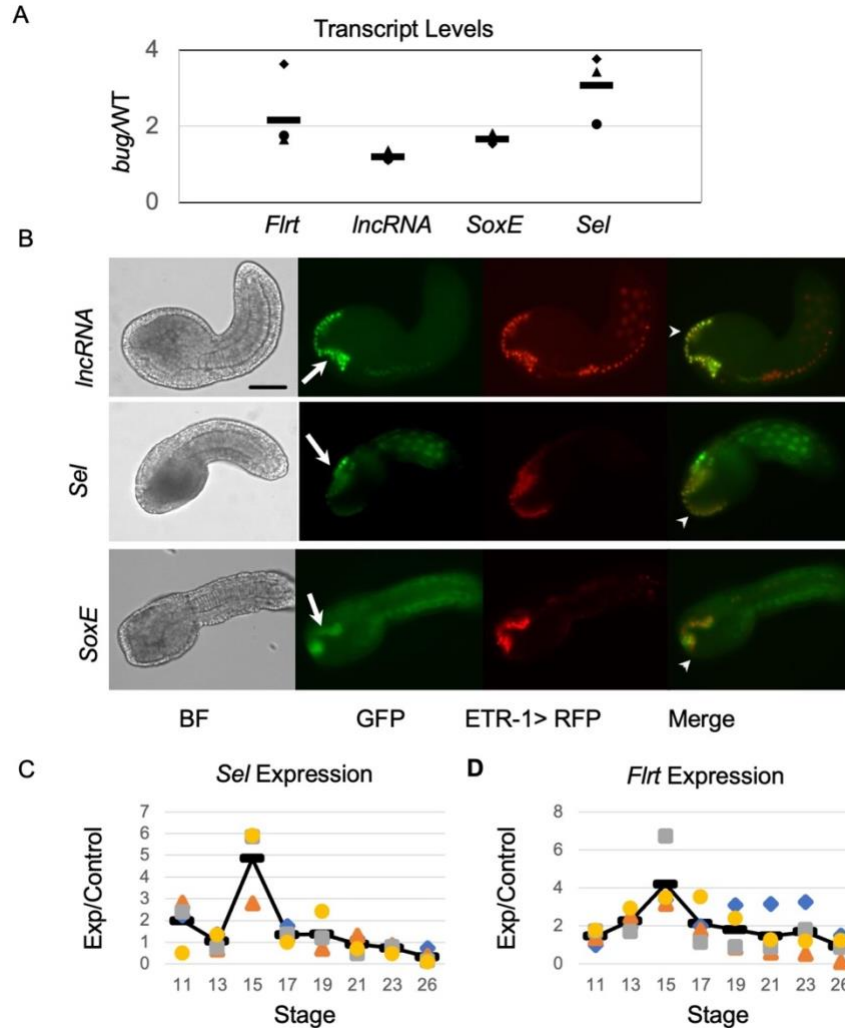 A
Transcript Levels
4
2
0
bug/WT
Flrt lncRNA SoxE Sel
B
lncRNA
Sel
SoxE
BF GFP ETR-1> RFP Merge
C
Sel Expression
7
6
5
4
3
2
1
0
Exp/Control
11 13 15 17 19 21 23 26
Stage
D
Flrt Expression
8
6
4
2
0
Exp/Control
11 13 15 17 19 21 23 26
Stage